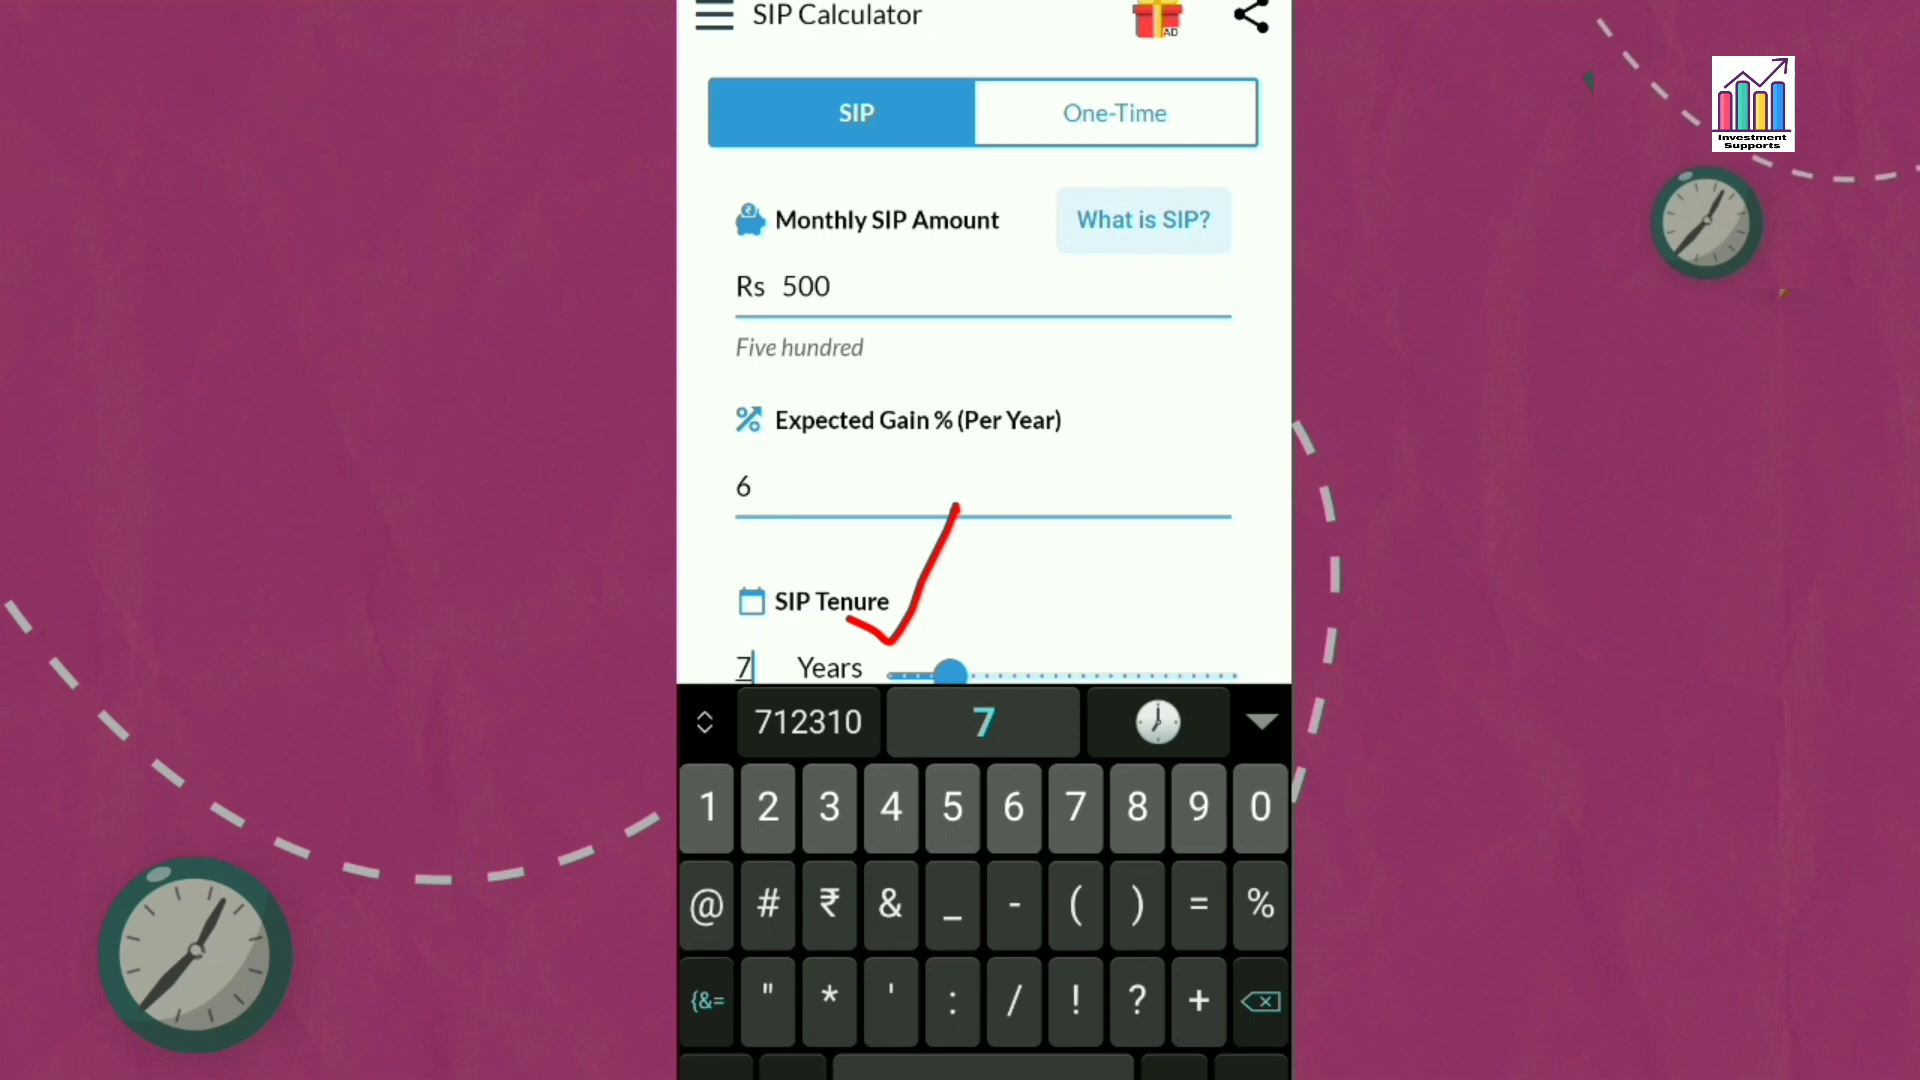 SIP Calculator
AD
SIP
One-Time
Investment
Supports
Monthly SIP Amount
What is SIP?
Rs 500
Five hundred
Expected Gain % (Per Year)
6
SIP Tenure
7 Years
712310 7
1 2 3 4 5 6 7 8 9 0
@ # ₹ & _ - ( ) = %
{&= " * ' : / ! ? +